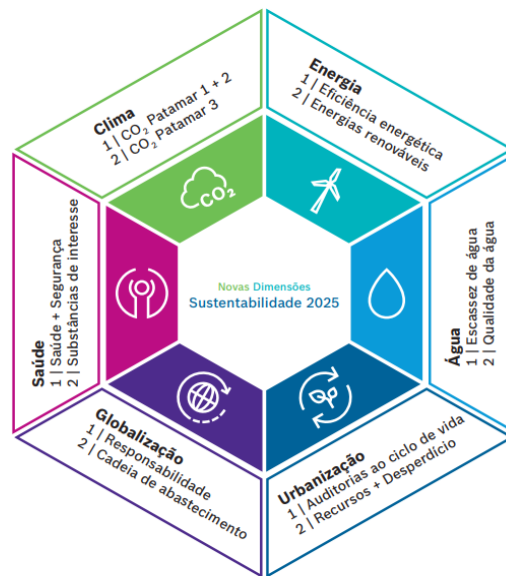 Clima
1 | CO₂ Patamar 1 + 2
2 | CO₂ Patamar 3
Energia
1 | Eficiência energética
2 | Energias renováveis
CO₂
Saúde
1 | Saúde + Segurança
2 | Substâncias de interesse
Novas Dimensões
Sustentabilidade 2025
Água
1 | Escassez de água
2 | Qualidade da água
Globalização
1 | Responsabilidade
2 | Cadeia de abastecimento
Urbanização
1 | Auditorias ao ciclo de vida
2 | Recursos + Desperdício